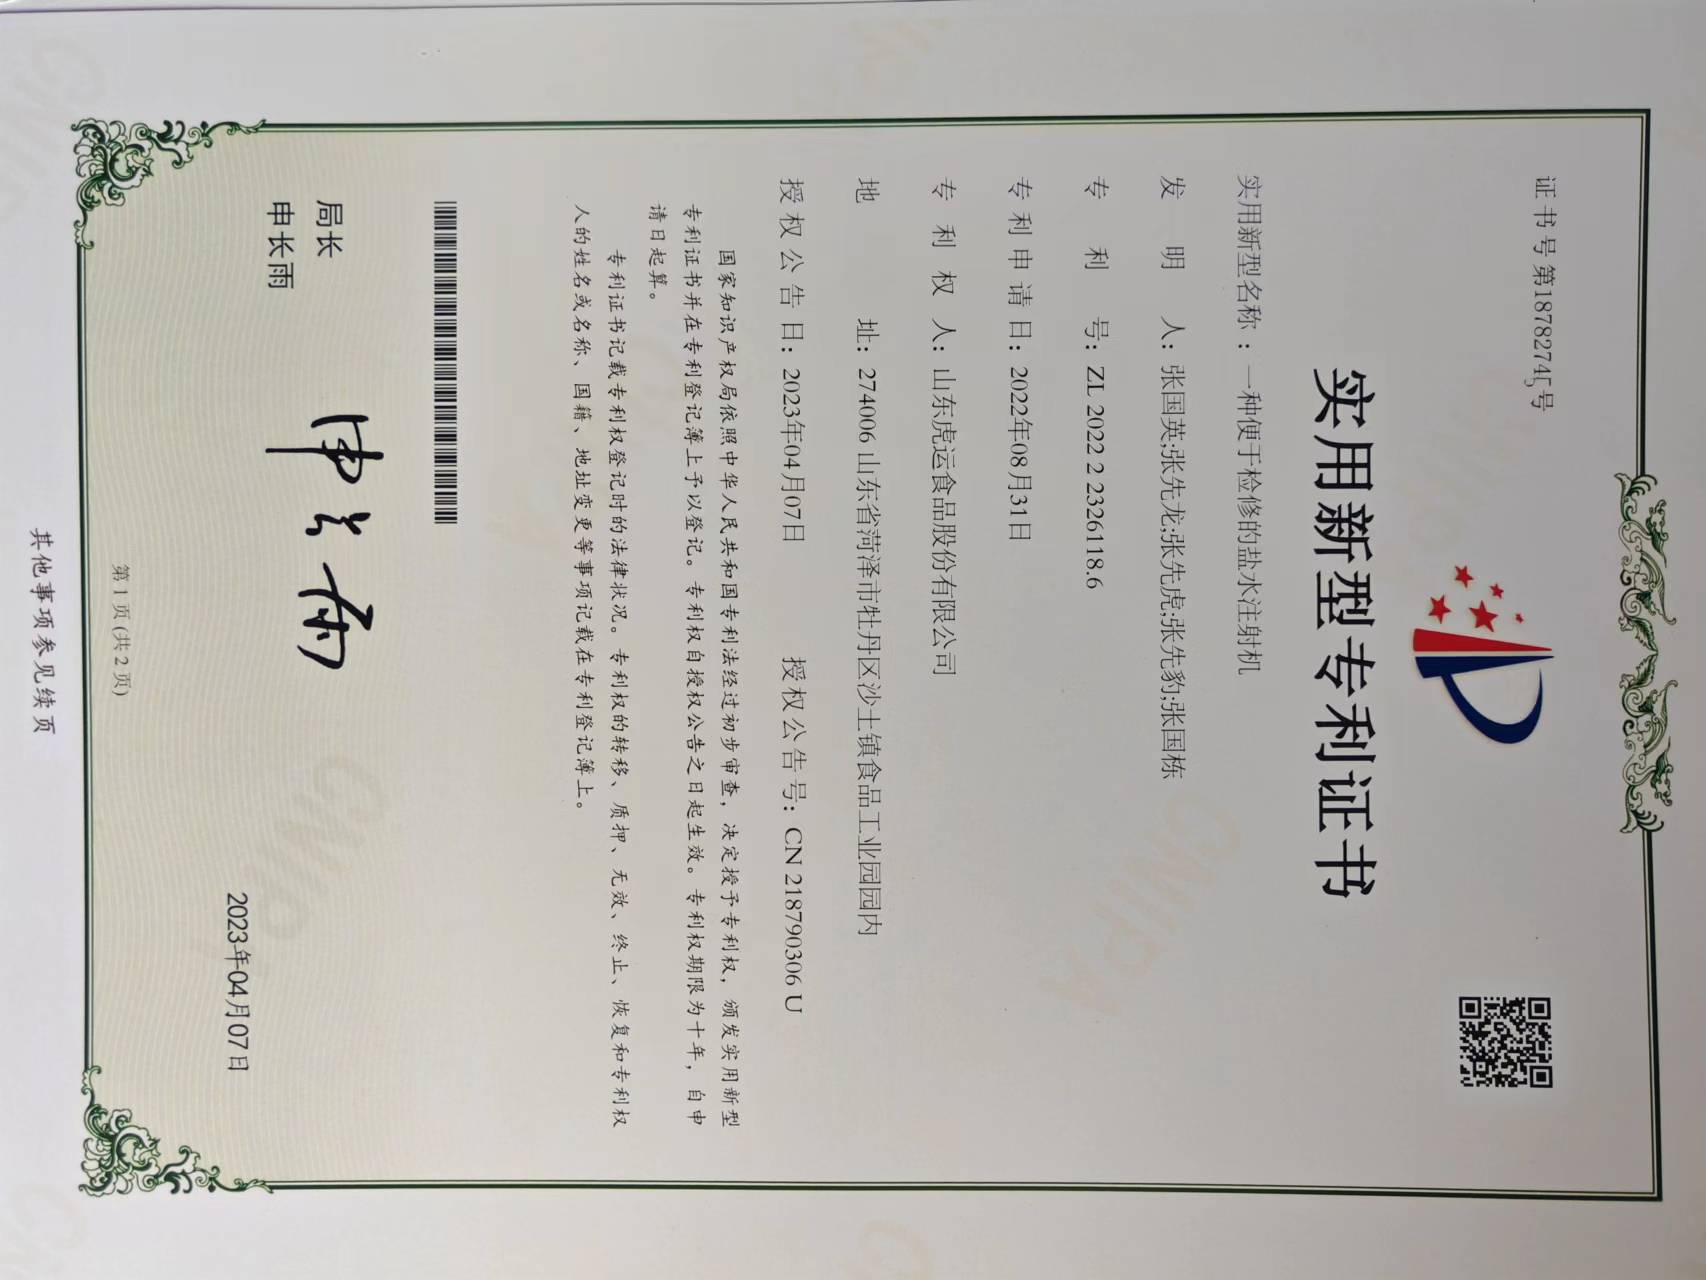 证书号第18782745号
实用新型专利证书
实用新型名称：一种便于检修的盐水注射机
发明人：张国英;张先龙;张先虎;张先豹;张国栋
专利号：ZL 2022 2 2326118.6
专利申请日：2022年08月31日
专利权人：山东虎运食品股份有限公司
地址：274006 山东省菏泽市牡丹区沙土镇食品工业园园内
授权公告日：2023年04月07日 授权公告号：CN 218790306 U
国家知识产权局依照中华人民共和国专利法经过初步审查，决定授予专利权，颁发实用新型
专利证书并在专利登记簿上予以登记。专利权自授权公告之日起生效。专利权期限为十年，自申
请日起算。
专利证书记载专利权登记时的法律状况。专利权的转移、质押、无效、终止、恢复和专利权
人的姓名或名称、国籍、地址变更等事项记载在专利登记簿上。
局长
申长雨
申长雨
2023年04月07日
第 1 页 (共 2 页)
其他事项参见续页
CNIPA
CNIPA